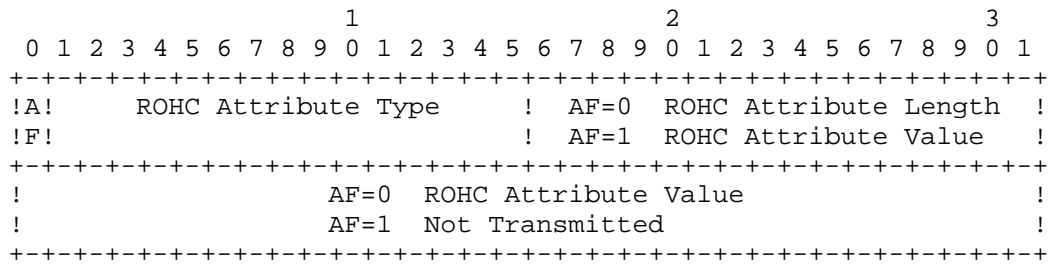 1                   2                   3
 0 1 2 3 4 5 6 7 8 9 0 1 2 3 4 5 6 7 8 9 0 1 2 3 4 5 6 7 8 9 0 1
+-+-+-+-+-+-+-+-+-+-+-+-+-+-+-+-+-+-+-+-+-+-+-+-+-+-+-+-+-+-+-+-+
!A!     ROHC Attribute Type     !  AF=0  ROHC Attribute Length  !
!F!                             !  AF=1  ROHC Attribute Value   !
+-+-+-+-+-+-+-+-+-+-+-+-+-+-+-+-+-+-+-+-+-+-+-+-+-+-+-+-+-+-+-+-+
!                   AF=0  ROHC Attribute Value                  !
!                   AF=1  Not Transmitted                       !
+-+-+-+-+-+-+-+-+-+-+-+-+-+-+-+-+-+-+-+-+-+-+-+-+-+-+-+-+-+-+-+-+